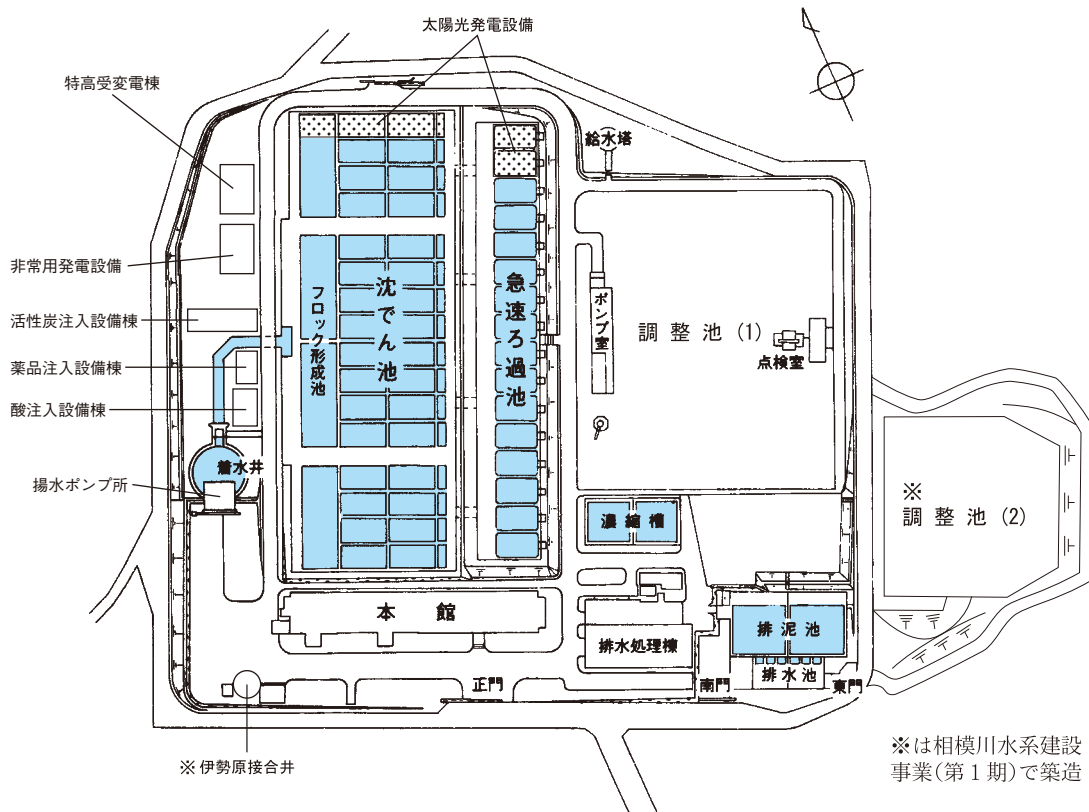 太陽光発電設備
特高受変電棟
給水塔
非常用発電設備
活性炭注入設備棟
薬品注入設備棟
酸注入設備棟
揚水ポンプ所
着水井
フロック形成池
沈でん池
急速ろ過池
ポンプ室
調整池(1)
点検室
※
調整池(2)
濃縮槽
本館
排水処理棟
排泥池
排水池
正門
南門
東門
※伊勢原接合井
※は相模川水系建設
事業(第1期)で築造